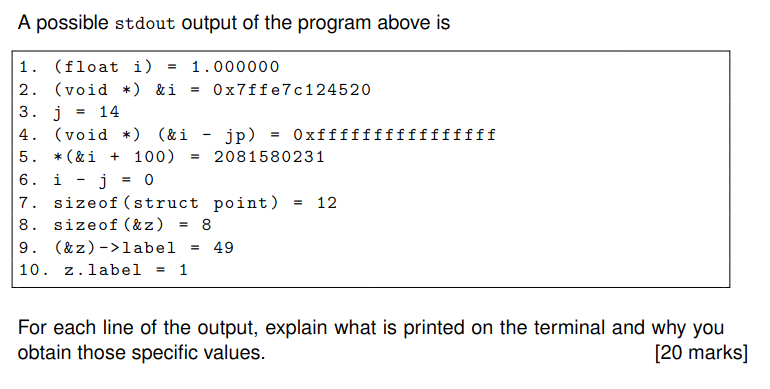 A possible stdout output of the program above is
1. (float i) = 1.000000
2. (void *) &i = 0x7ffe7c124520
3. j = 14
4. (void *) (&i - jp) = 0xffffffffffffffff
5. *(&i + 100) = 2081580231
6. i - j = 0
7. sizeof(struct point) = 12
8. sizeof(&z) = 8
9. (&z)->label = 49
10. z.label = 1
For each line of the output, explain what is printed on the terminal and why you
obtain those specific values. [20 marks]